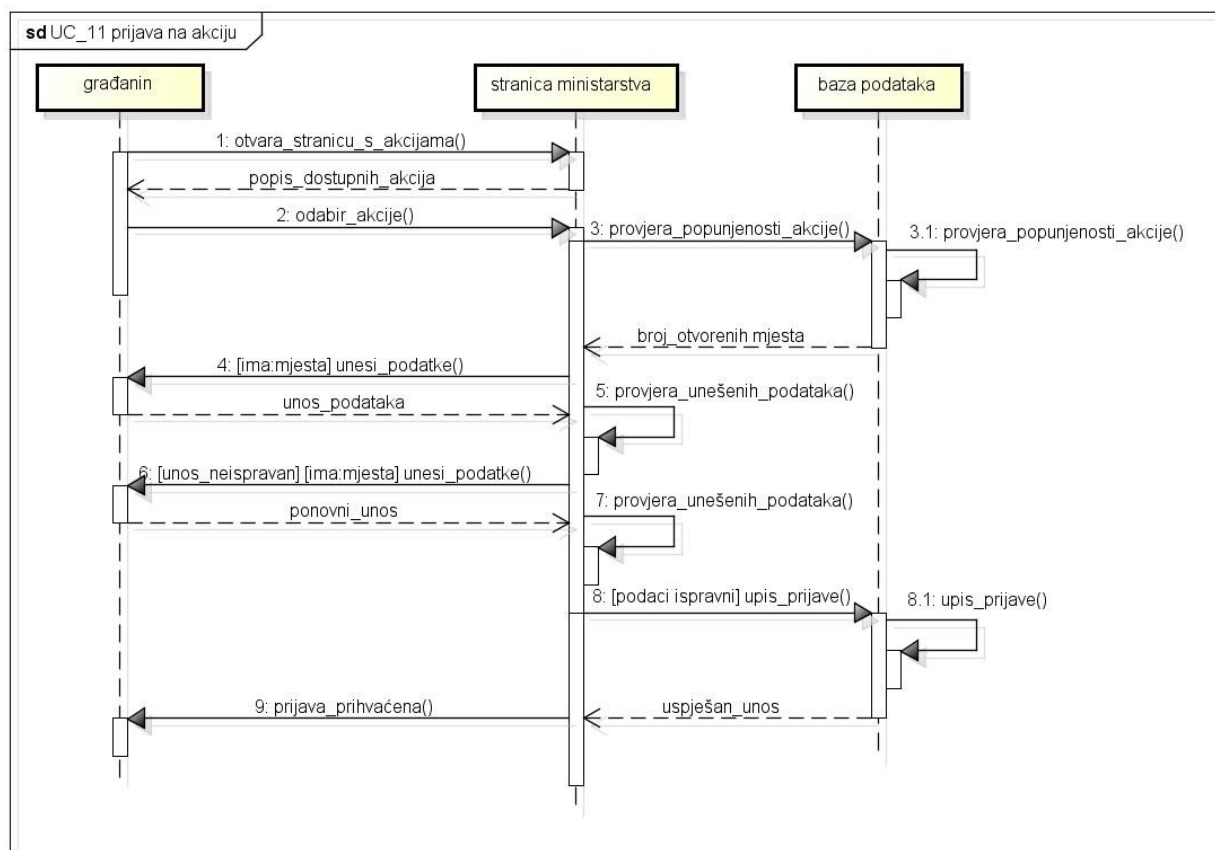 sd UC_11 prijava na akciju
građanin
stranica ministarstva
baza podataka
1: otvara_stranicu_s_akcijama()
popis_dostupnih_akcija
2: odabir_akcije()
3: provjera_popunjenosti_akcije()
3.1: provjera_popunjenosti_akcije()
broj_otvorenih mjesta
4: [ima:mjesta] unesi_podatke()
5: provjera_unešenih_podataka()
unos_podataka
6: [unos_neispravan] [ima:mjesta] unesi_podatke()
7: provjera_unešenih_podataka()
ponovni_unos
8: [podaci ispravni] upis_prijave()
8.1: upis_prijave()
9: prijava_prihvaćena()
uspješan_unos